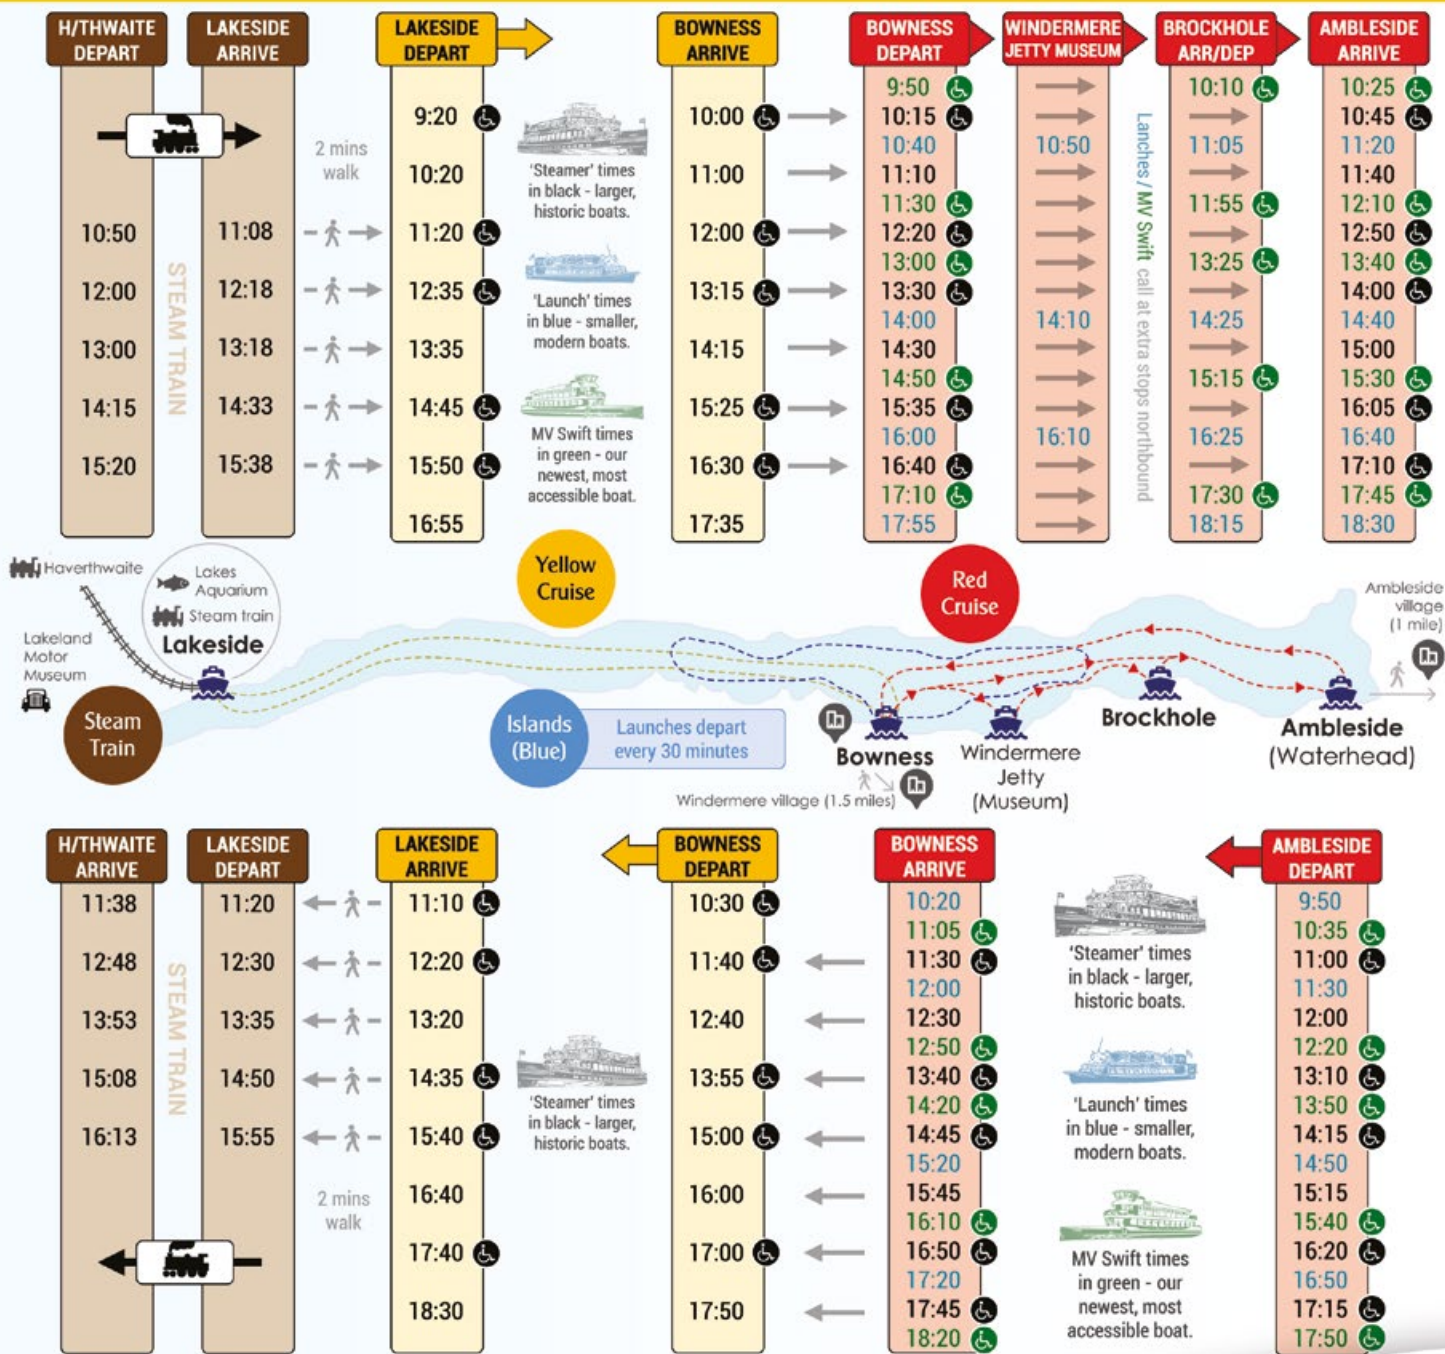 H/THWAITE DEPART
LAKESIDE ARRIVE
LAKESIDE DEPART
BOWNESS ARRIVE
BOWNESS DEPART
WINDERMERE JETTY MUSEUM
BROCKHOLE ARR/DEP
AMBLESIDE ARRIVE
9:50 10:10 10:25
9:20 10:00 10:15 10:45
10:40 10:50 11:05 11:20
10:20 11:00 11:10 11:40
11:30 11:55 12:10
10:50 11:08 11:20 12:00 12:20 12:50
13:00 13:25 13:40
12:00 12:18 12:35 13:15 13:30 14:00
14:00 14:10 14:25 14:40
13:00 13:18 13:35 14:15 14:30 15:00
14:50 15:15 15:30
14:15 14:33 14:45 15:25 15:35 16:05
16:00 16:10 16:25 16:40
15:20 15:38 15:50 16:30 16:40 17:10
17:10 17:30 17:45
16:55 17:35 17:55 18:15 18:30
STEAM TRAIN
2 mins
walk
'Steamer' times
in black - larger,
historic boats.
'Launch' times
in blue - smaller,
modern boats.
MV Swift times
in green - our
newest, most
accessible boat.
Lanches / MV Swift call at extra stops northbound
Haverthwaite
Lakes
Aquarium
Steam train
Lakeside
Lakeland
Motor
Museum
Steam
Train
Yellow
Cruise
Red
Cruise
Islands
(Blue)
Launches depart
every 30 minutes
Bowness
Windermere village (1.5 miles)
Windermere
Jetty
(Museum)
Brockhole
Ambleside
(Waterhead)
Ambleside
village
(1 mile)
H/THWAITE ARRIVE
LAKESIDE DEPART
LAKESIDE ARRIVE
BOWNESS DEPART
BOWNESS ARRIVE
AMBLESIDE DEPART
11:38 11:20 11:10 10:30 10:20 9:50
11:05 10:35
12:48 12:30 12:20 11:40 11:30 11:00
12:00 11:30
13:53 13:35 13:20 12:40 12:30 12:00
12:50 12:20
15:08 14:50 14:35 13:55 13:40 13:10
14:20 13:50
16:13 15:55 15:40 15:00 14:45 14:15
15:20 14:50
16:40 16:00 15:45 15:15
16:10 15:40
17:40 17:00 16:50 16:20
17:20 16:50
18:30 17:50 17:45 17:15
18:20 17:50
STEAM TRAIN
2 mins
walk
'Steamer' times
in black - larger,
historic boats.
'Steamer' times
in black - larger,
historic boats.
'Launch' times
in blue - smaller,
modern boats.
MV Swift times
in green - our
newest, most
accessible boat.